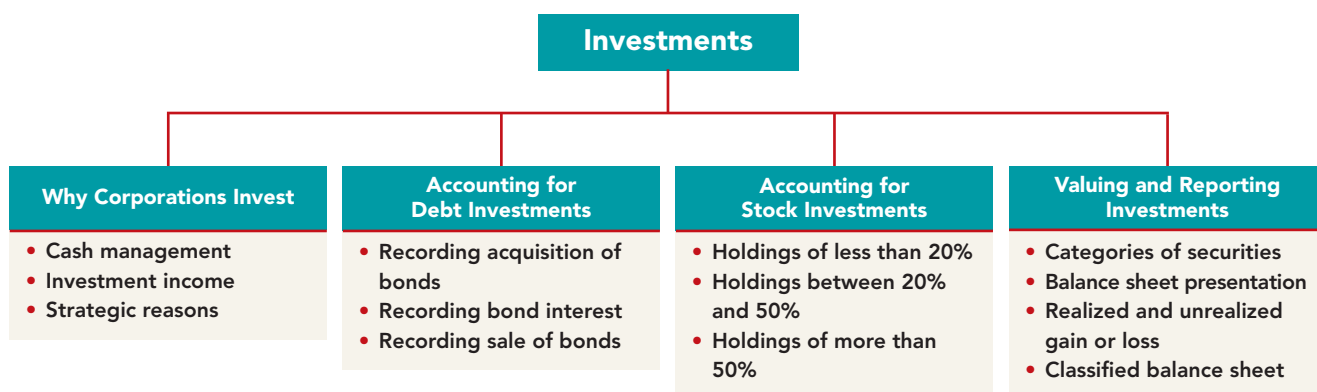 Investments
Why Corporations Invest
• Cash management
• Investment income
• Strategic reasons
Accounting for
Debt Investments
• Recording acquisition of
bonds
• Recording bond interest
• Recording sale of bonds
Accounting for
Stock Investments
• Holdings of less than 20%
• Holdings between 20%
and 50%
• Holdings of more than
50%
Valuing and Reporting
Investments
• Categories of securities
• Balance sheet presentation
• Realized and unrealized
gain or loss
• Classified balance sheet